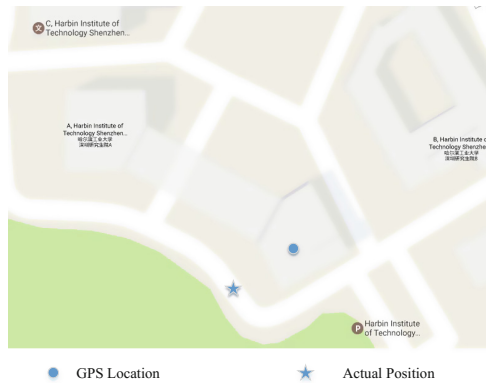 C, Harbin Institute of
Technology Shenzhen...
A, Harbin Institute of
Technology Shenzhen...
哈尔滨工业大学
深圳研究生院A
B, Harbin Institute o
Technology Shenzhe
哈尔滨工业大学
深圳研究生院B
P Harbin Institute
of Technology...
GPS Location
Actual Position